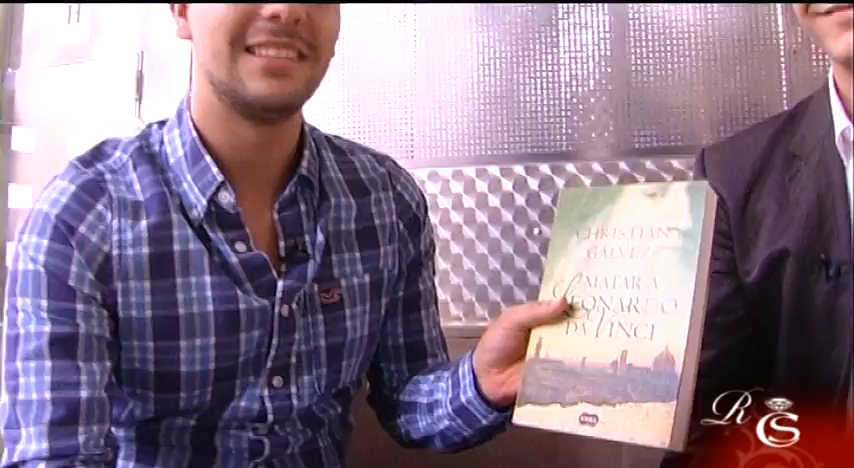 CHRISTIAN
GÁLVEZ
MATAR A
LEONARDO
DA VINCI
R
S